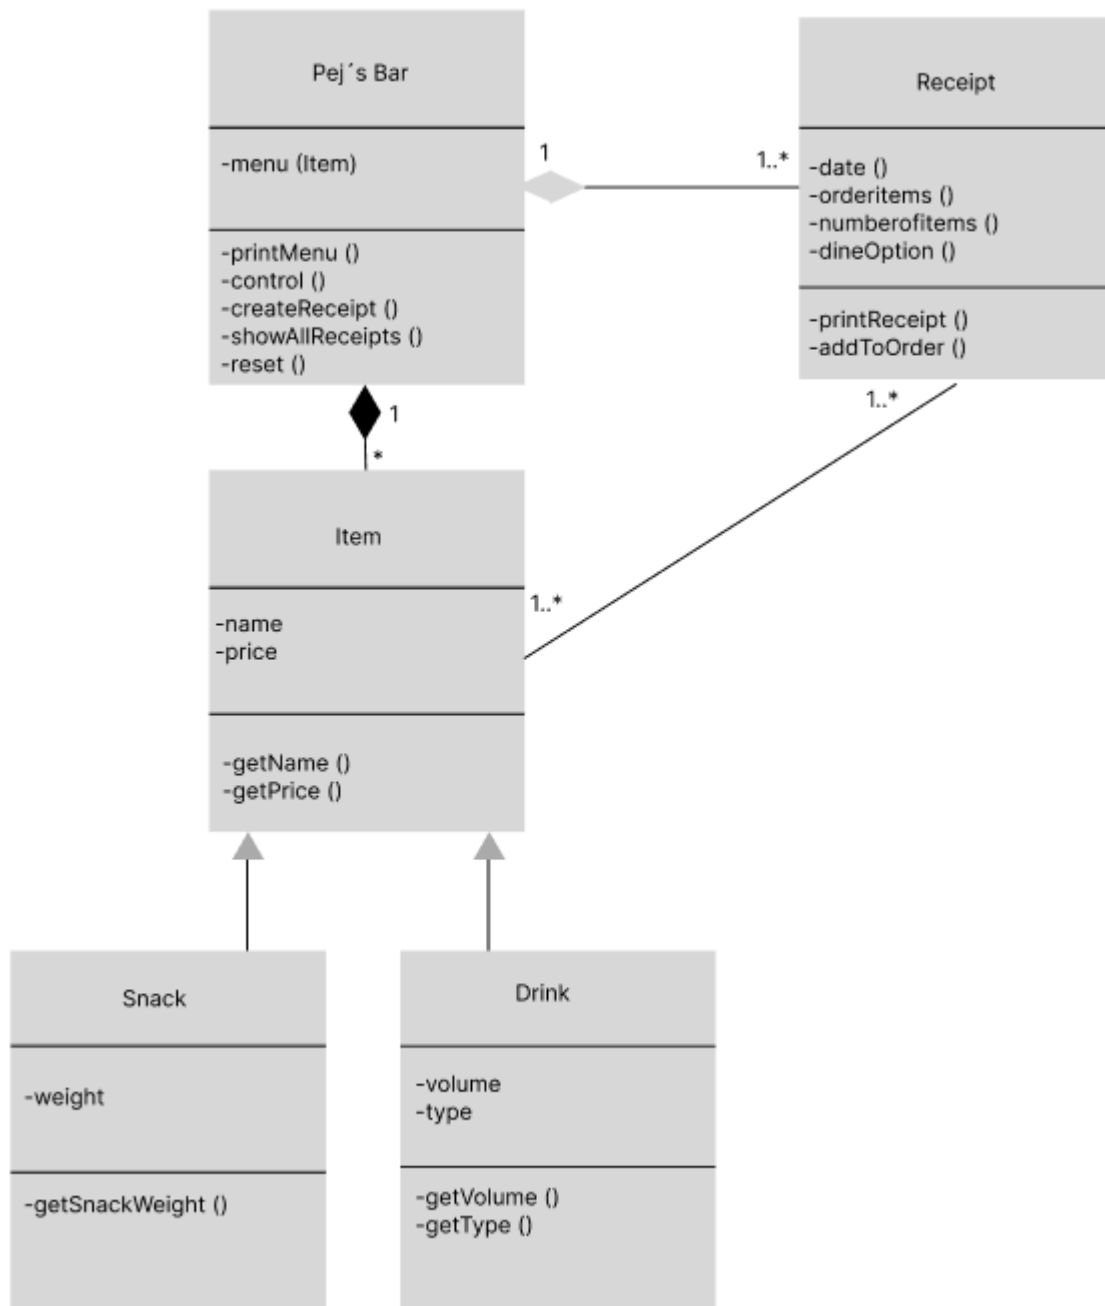 Pej´s Bar
-menu (Item)
-printMenu ()
-control ()
-createReceipt ()
-showAllReceipts ()
-reset ()
1
1..*
Receipt
-date ()
-orderitems ()
-numberofitems ()
-dineOption ()
-printReceipt ()
-addToOrder ()
1
*
1..*
1..*
Item
-name
-price
-getName ()
-getPrice ()
Snack
-weight
-getSnackWeight ()
Drink
-volume
-type
-getVolume ()
-getType ()